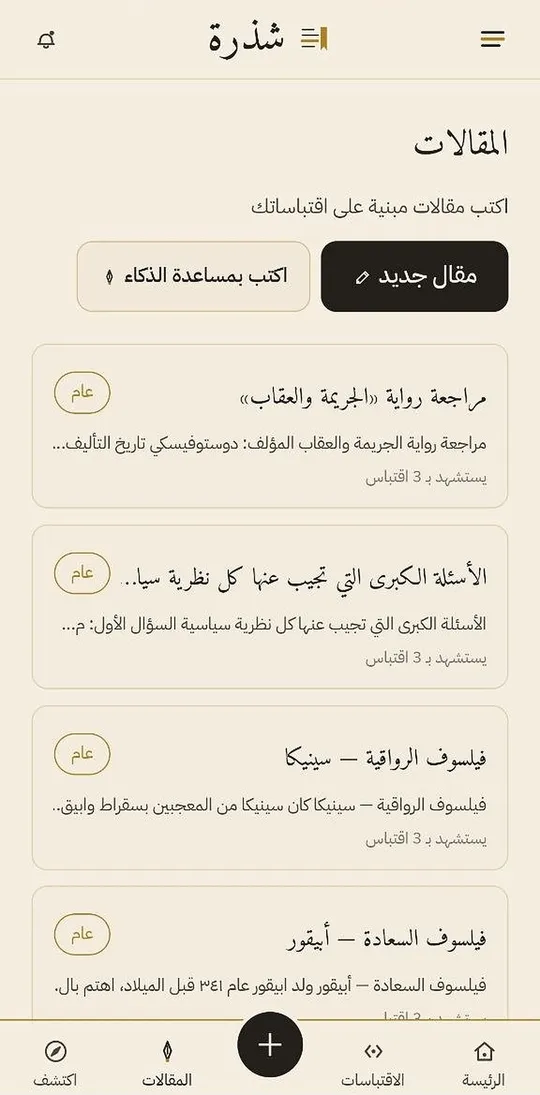 شذرة
المقالات
اكتب مقالات مبنية على اقتباساتك
مقال جديد
اكتب بمساعدة الذكاء
مراجعة رواية «الجريمة والعقاب»
عام
مراجعة رواية الجريمة والعقاب المؤلف: دوستوفيسكي تاريخ التأليف...
يستشهد بـ 3 اقتباس
الأسئلة الكبرى التي تجيب عنها كل نظرية سيا...
عام
الأسئلة الكبرى التي تجيب عنها كل نظرية سياسية السؤال الأول: م...
يستشهد بـ 3 اقتباس
فيلسوف الرواقية — سينيكا
عام
فيلسوف الرواقية — سينيكا كان سينيكا من المعجبين بسقراط وابيق..
يستشهد بـ 3 اقتباس
فيلسوف السعادة — أبيقور
عام
فيلسوف السعادة — أبيقور ولد ابيقور عام ٣٤١ قبل الميلاد، اهتم بال.
الرئيسة
الاقتباسات
المقالات
اكتشف